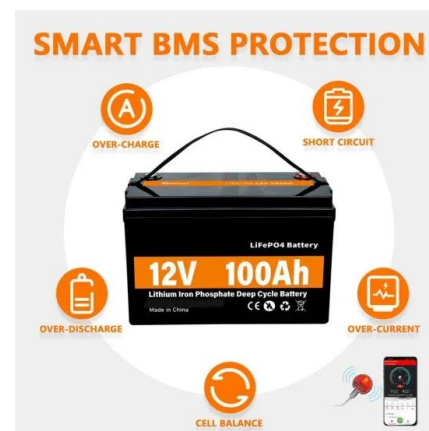 SMART BMS PROTECTION
A
OVER-CHARGE
SHORT CIRCUIT
LiFePO4 Battery
12V 100Ah
Lithium Iron Phosphate Deep Cycle Battery
Made in China
CE
OVER-DISCHARGE
OVER-CURRENT
CELL BALANCE